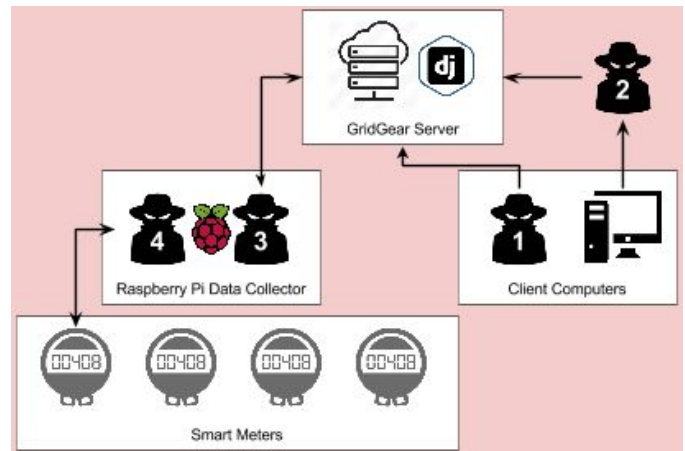 dj
2
GridGear Server
4
3
1
Raspberry Pi Data Collector
Client Computers
00408
00408
00408
00408
Smart Meters